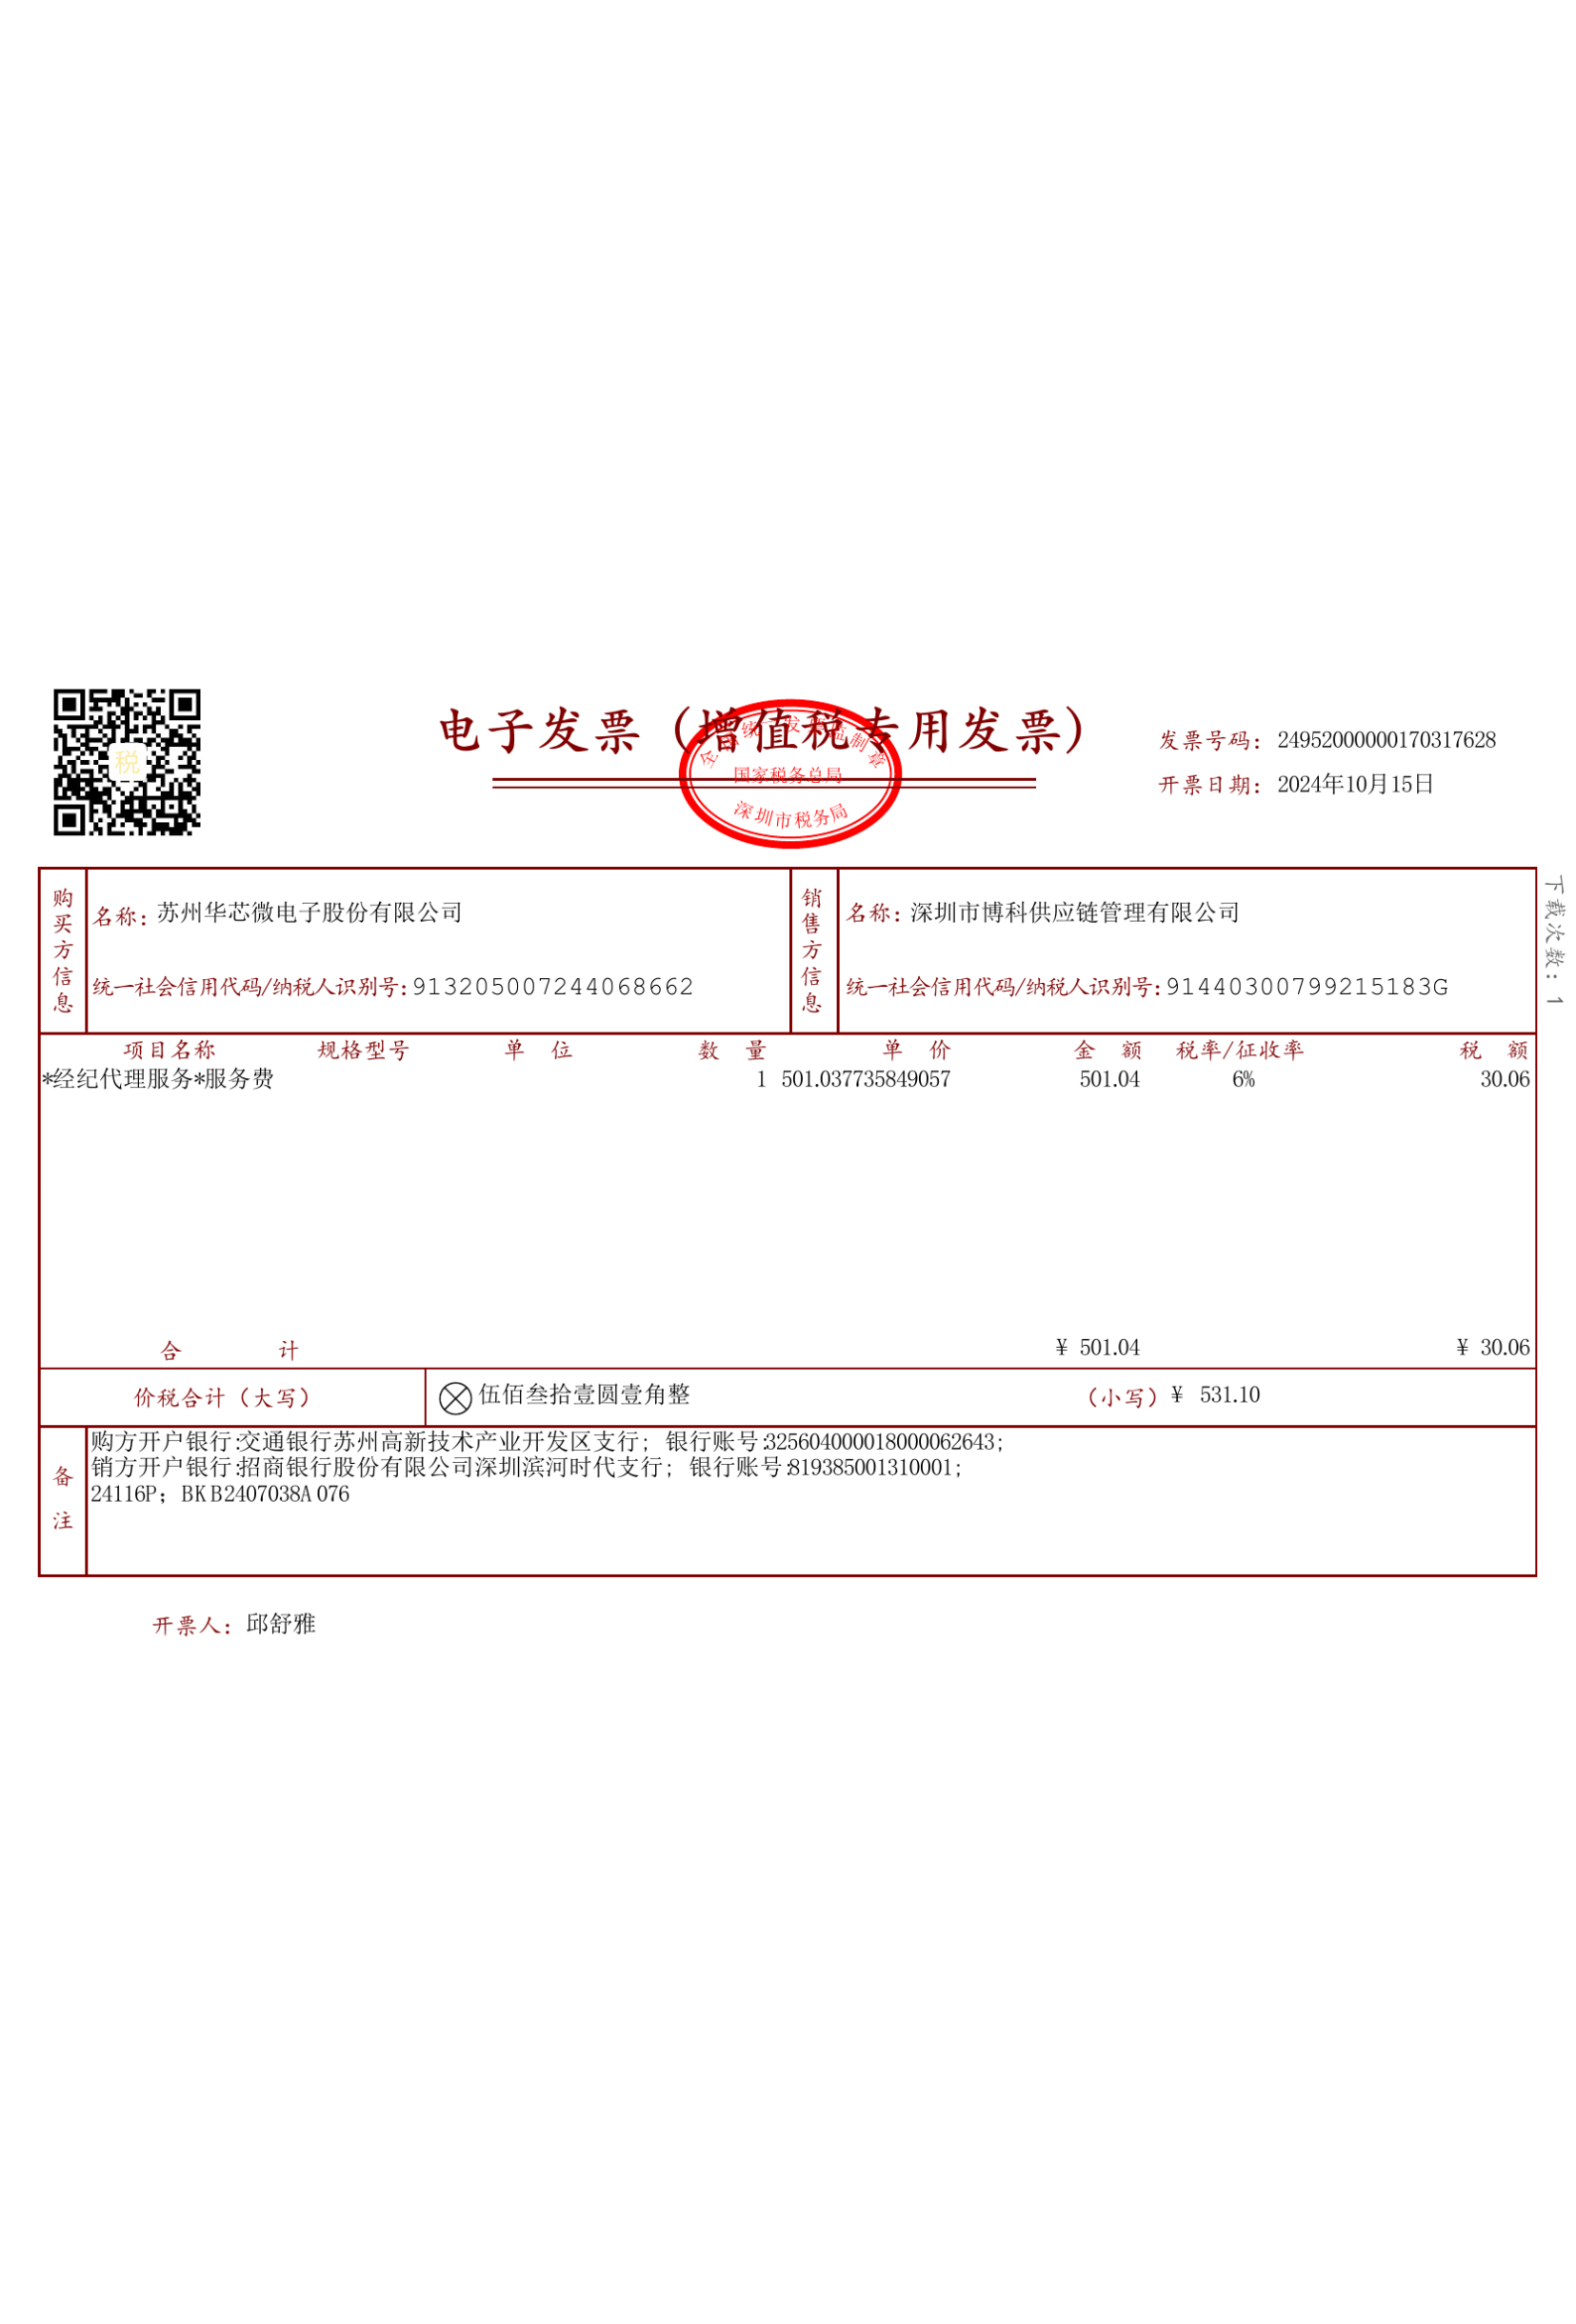 电子发票（增值税专用发票）
全国统一发票监制章
国家税务总局
深圳市税务局
税
发票号码：24952000000170317628
开票日期：2024年10月15日
下载次数：1
购买方信息
名称：苏州华芯微电子股份有限公司
统一社会信用代码/纳税人识别号：913205007244068662
销售方信息
名称：深圳市博科供应链管理有限公司
统一社会信用代码/纳税人识别号：91440300799215183G
项目名称 规格型号 单 位 数 量 单 价 金 额 税率/征收率 税 额
*经纪代理服务*服务费 1 501.037735849057 501.04 6% 30.06
合 计 ¥ 501.04 ¥ 30.06
价税合计（大写） 伍佰叁拾壹圆壹角整 （小写）¥ 531.10
备注
购方开户银行:交通银行苏州高新技术产业开发区支行； 银行账号:325604000018000062643;
销方开户银行:招商银行股份有限公司深圳滨河时代支行； 银行账号:819385001310001;
24116P；BKB2407038A076
开票人：邱舒雅